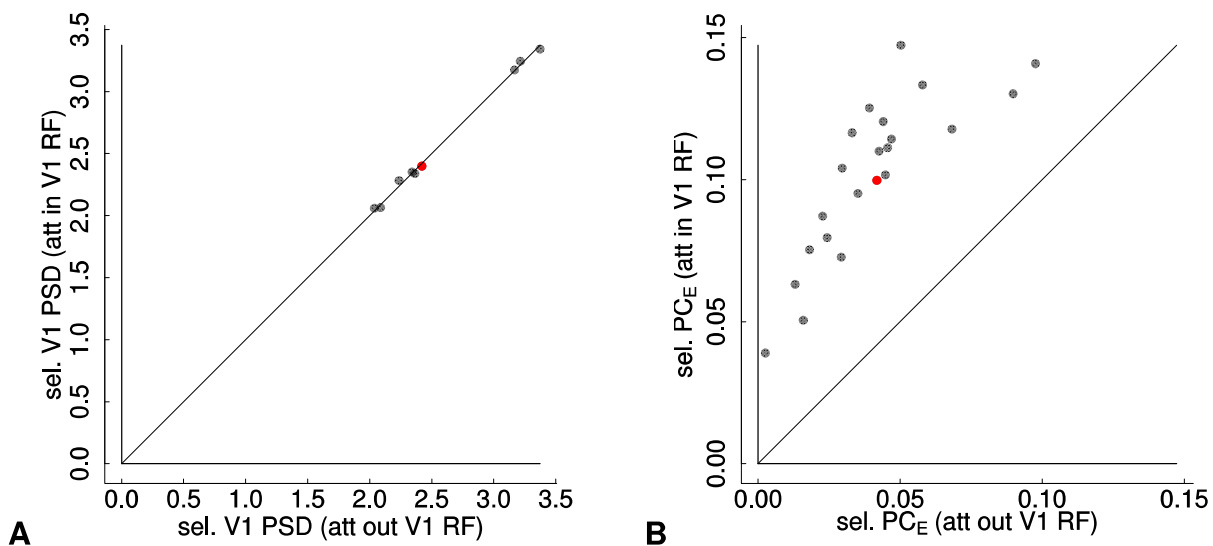 sel. V1 PSD (att in V1 RF)
3.5
3.0
2.5
2.0
1.5
1.0
0.5
0.0
0.0 0.5 1.0 1.5 2.0 2.5 3.0 3.5
sel. V1 PSD (att out V1 RF)
A
sel. PCE (att in V1 RF)
0.15
0.10
0.05
0.00
0.00 0.05 0.10 0.15
sel. PCE (att out V1 RF)
B